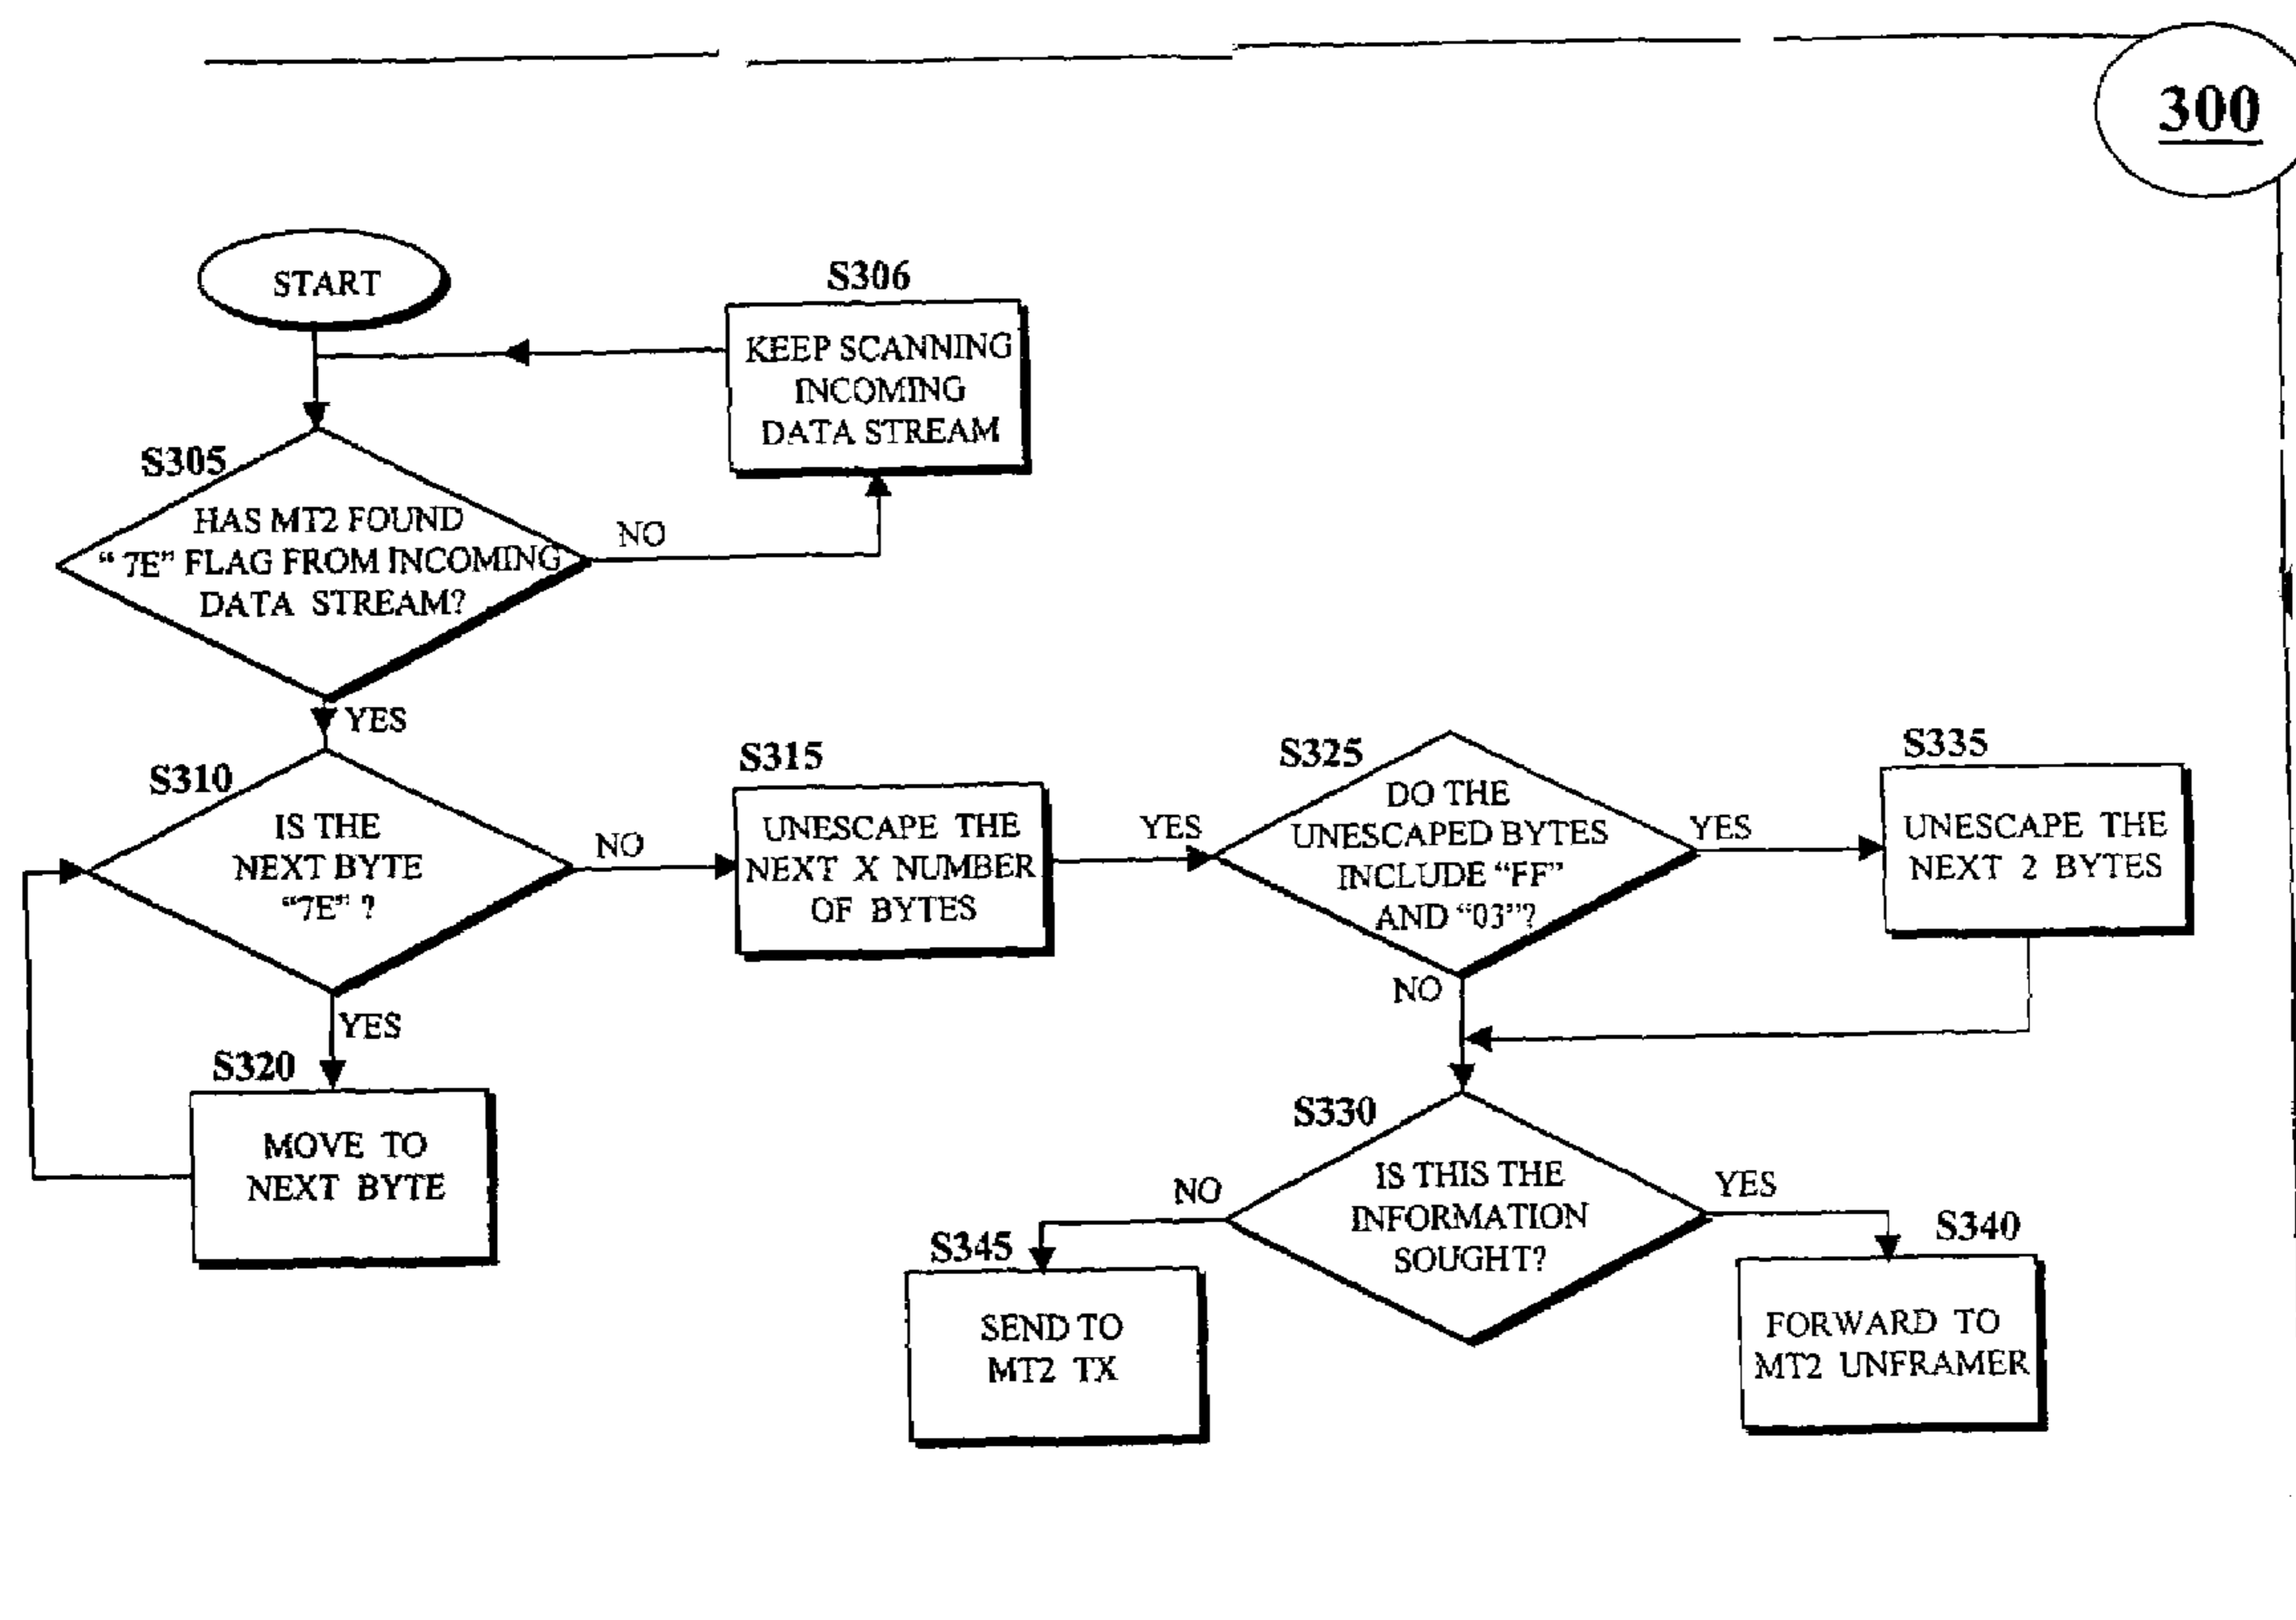 300
START
S306
KEEP SCANNING
INCOMING
DATA STREAM
S305
HAS MT2 FOUND
“ 7E” FLAG FROM INCOMING
DATA STREAM?
NO
YES
S310
IS THE
NEXT BYTE
“7E” ?
NO
YES
S315
UNESCAPE THE
NEXT X NUMBER
OF BYTES
YES
S325
DO THE
UNESCAPED BYTES
INCLUDE “FF”
AND “03”?
YES
NO
S335
UNESCAPE THE
NEXT 2 BYTES
S320
MOVE TO
NEXT BYTE
S330
IS THIS THE
INFORMATION
SOUGHT?
NO
YES
S345
SEND TO
MT2 TX
S340
FORWARD TO
MT2 UNFRAMER